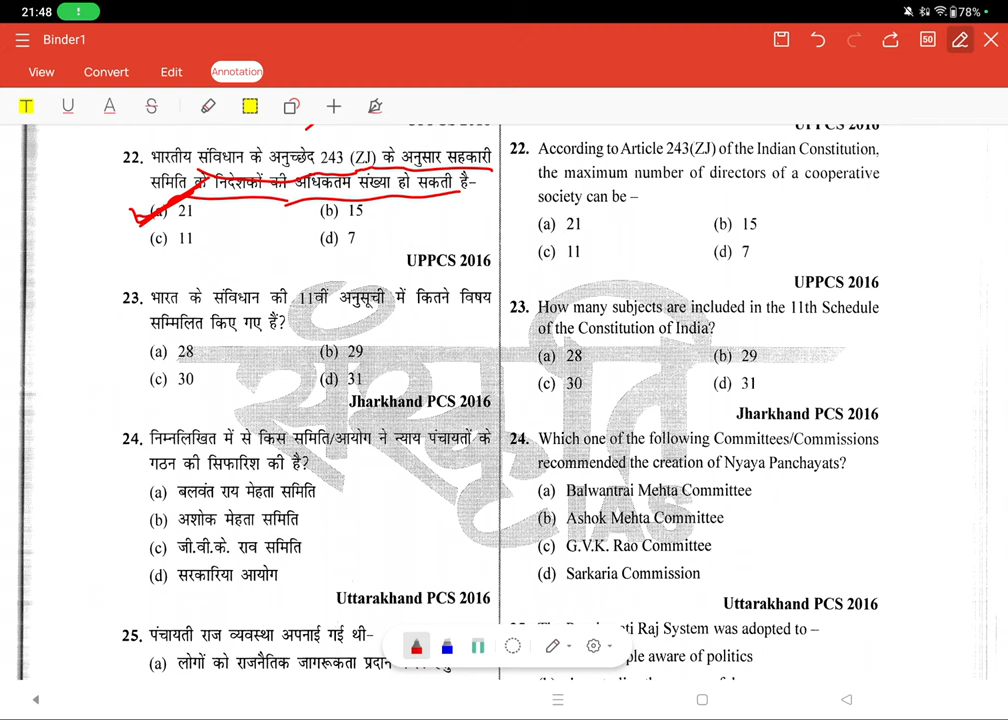 21:48
78%
Binder1
50
View Convert Edit Annotation
T U A S
UPPCS 2016
22. भारतीय संविधान के अनुच्छेद 243 (ZJ) के अनुसार सहकारी
समिति के निदेशकों की अधिकतम संख्या हो सकती है–
(a) 21 (b) 15
(c) 11 (d) 7
UPPCS 2016
23. भारत के संविधान की 11वीं अनुसूची में कितने विषय
सम्मिलित किए गए हैं?
(a) 28 (b) 29
(c) 30 (d) 31
Jharkhand PCS 2016
24. निम्नलिखित में से किस समिति/आयोग ने न्याय पंचायतों के
गठन की सिफारिश की है?
(a) बलवंत राय मेहता समिति
(b) अशोक मेहता समिति
(c) जी.वी.के. राव समिति
(d) सरकारिया आयोग
Uttarakhand PCS 2016
25. पंचायती राज व्यवस्था अपनाई गई थी–
(a) लोगों को राजनैतिक जागरूकता प्रदान
UPPCS 2016
22. According to Article 243(ZJ) of the Indian Constitution,
the maximum number of directors of a cooperative
society can be –
(a) 21 (b) 15
(c) 11 (d) 7
UPPCS 2016
23. How many subjects are included in the 11th Schedule
of the Constitution of India?
(a) 28 (b) 29
(c) 30 (d) 31
Jharkhand PCS 2016
24. Which one of the following Committees/Commissions
recommended the creation of Nyaya Panchayats?
(a) Balwantrai Mehta Committee
(b) Ashok Mehta Committee
(c) G.V.K. Rao Committee
(d) Sarkaria Commission
Uttarakhand PCS 2016
Raj System was adopted to –
aware of politics
संस्कृति
IAS